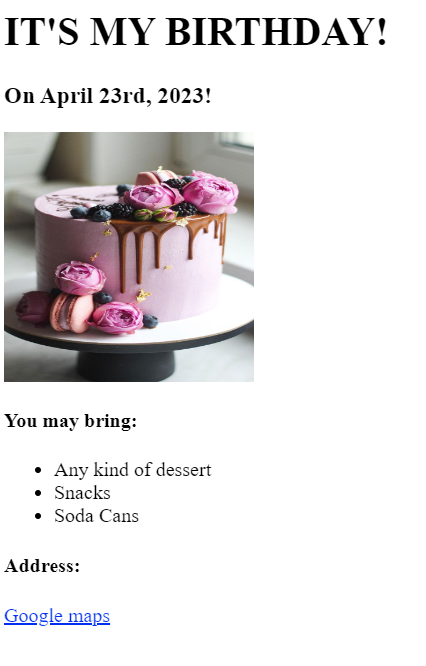 IT'S MY BIRTHDAY!
On April 23rd, 2023!
You may bring:
Any kind of dessert
Snacks
Soda Cans
Address:
Google maps